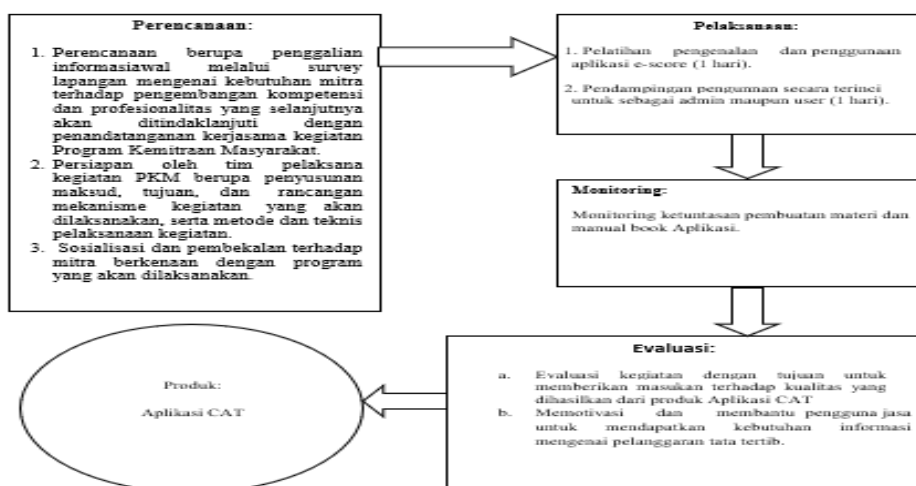 Perencanaan:
1. Perencanaan berupa penggalian
informasiawal melalui survey
lapangan mengenai kebutuhan mitra
terhadap pengembangan kompetensi
dan profesionalitas yang selanjutnya
akan ditindaklanjuti dengan
penandatanganan kerjasama kegiatan
Program Kemitraan Masyarakat.
2. Persiapan oleh tim pelaksana
kegiatan PKM berupa penyusunan
maksud, tujuan, dan rancangan
mekanisme kegiatan yang akan
dilaksanakan, serta metode dan teknis
pelaksanaan kegiatan.
3. Sosialisasi dan pembekalan terhadap
mitra berkenaan dengan program
yang akan dilaksanakan.
Pelaksanaan:
1. Pelatihan pengenalan dan penggunaan
aplikasi e-score (1 hari).
2. Pendampingan pengunnan secara terinci
untuk sebagai admin maupun user (1 hari).
Monitoring:
Monitoring ketuntasan pembuatan materi dan
manual book Aplikasi.
Evaluasi:
a. Evaluasi kegiatan dengan tujuan untuk
memberikan masukan terhadap kualitas yang
dihasilkan dari produk Aplikasi CAT
b. Memotivasi dan membantu pengguna jasa
untuk mendapatkan kebutuhan informasi
mengenai pelanggaran tata tertib.
Produk:
Aplikasi CAT